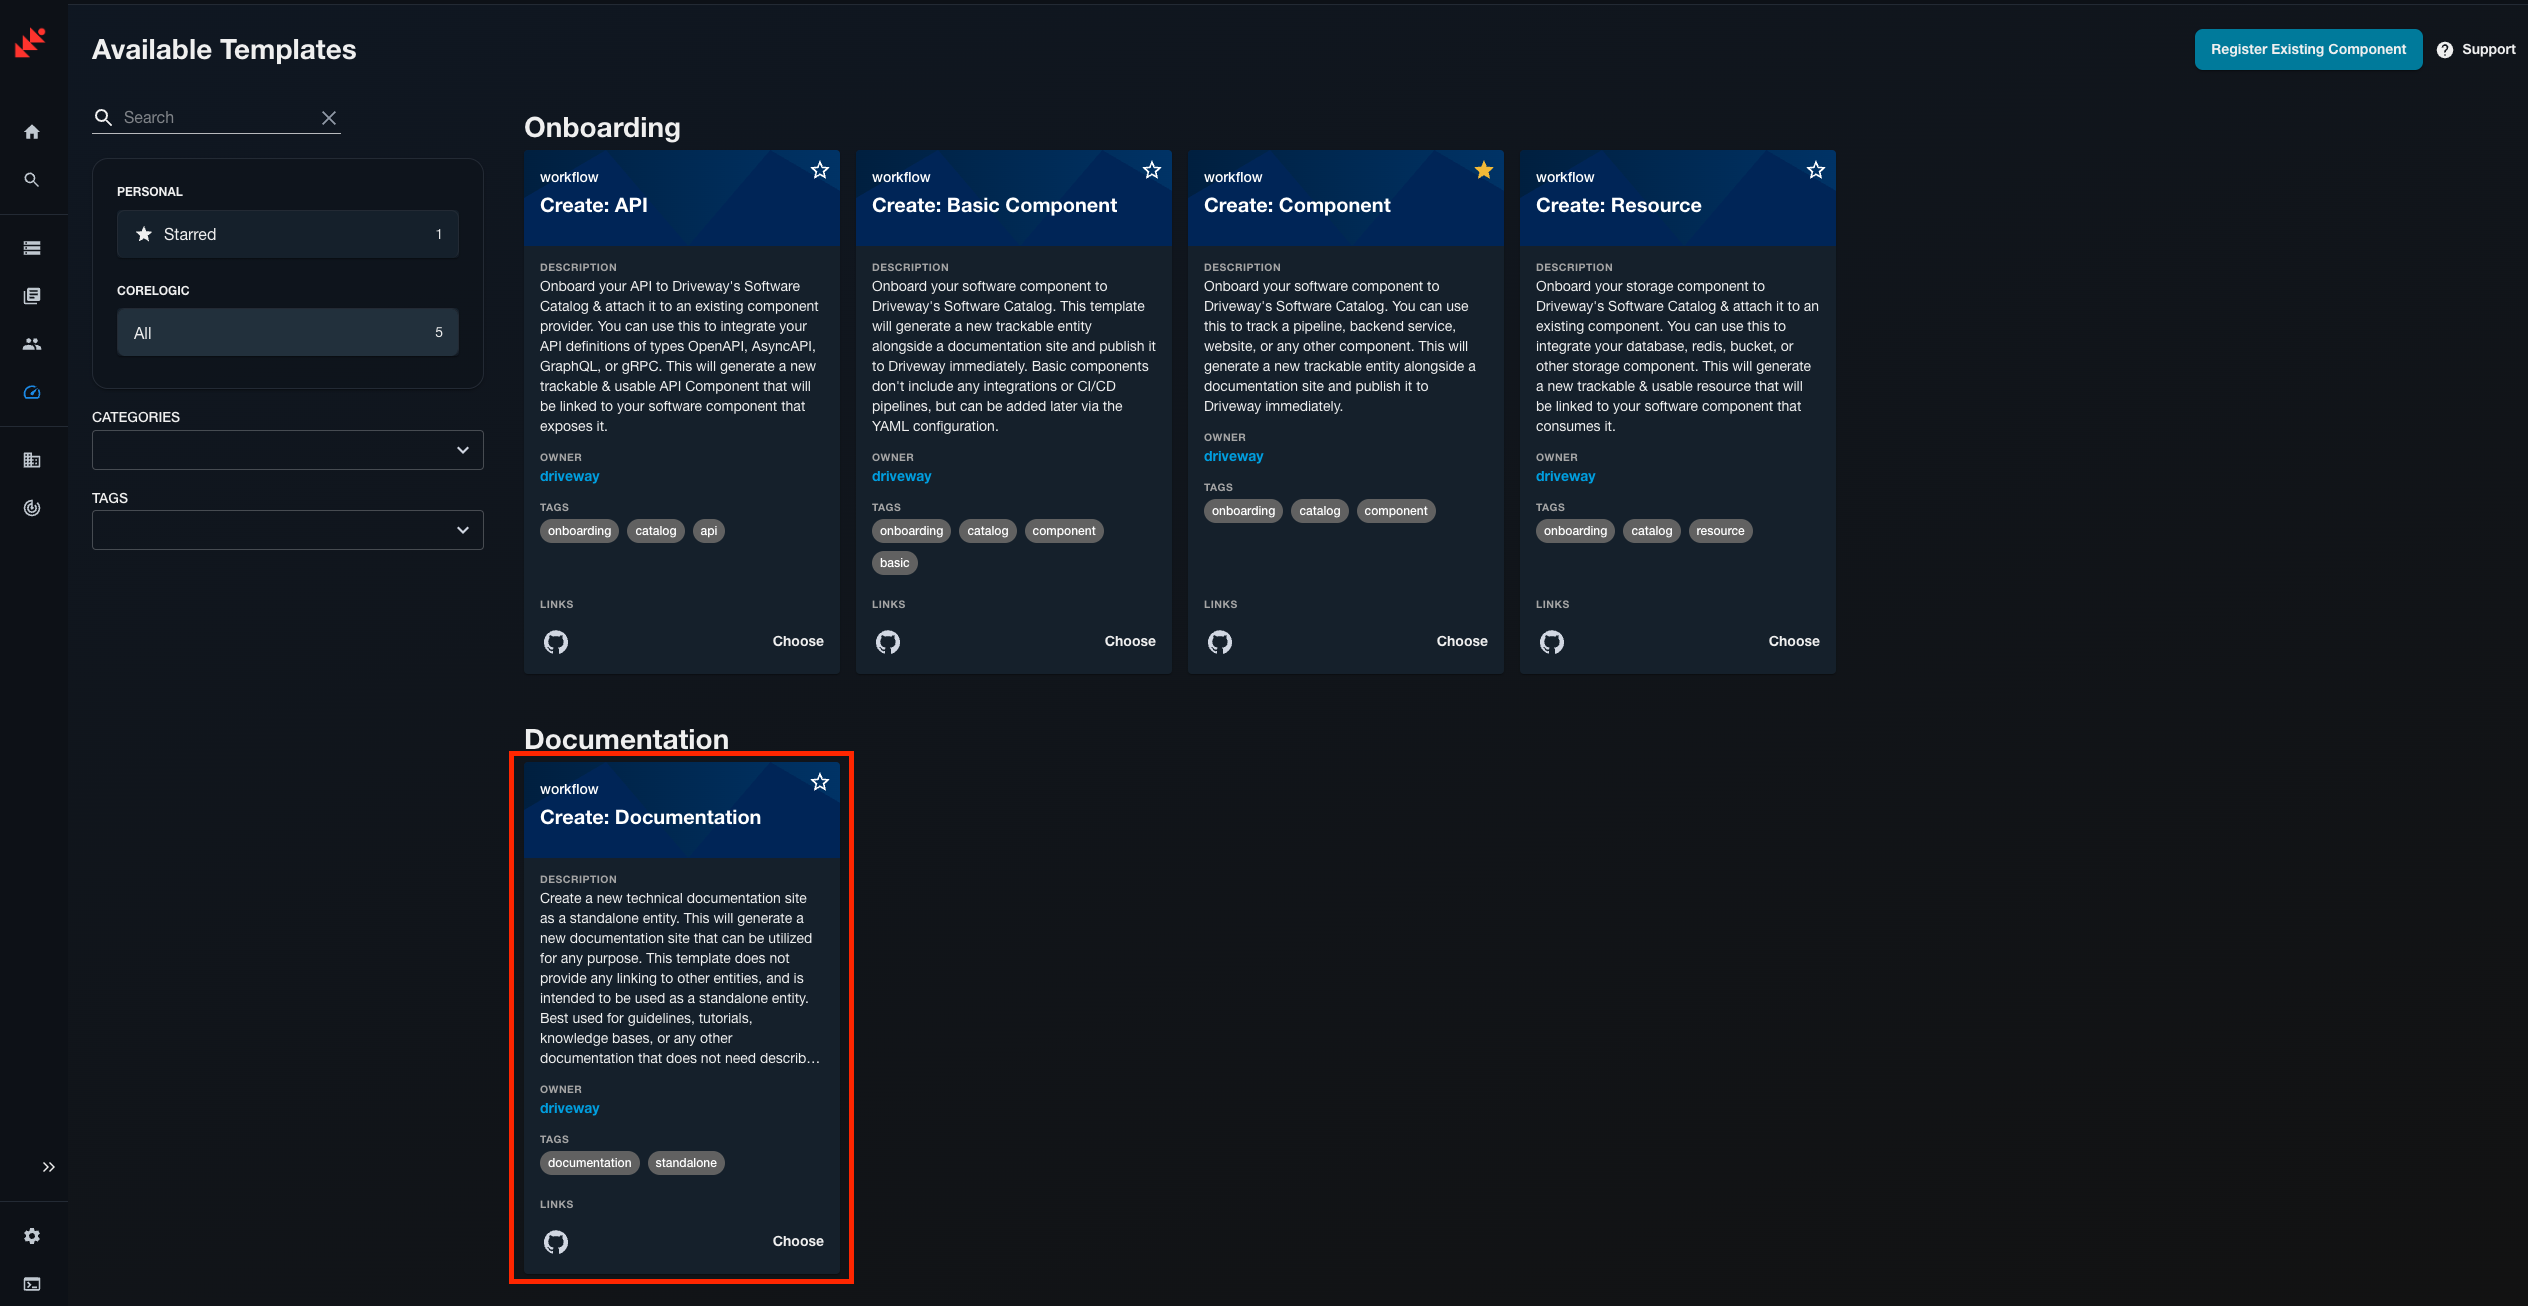 Available Templates
Register Existing Component
Support
Search
PERSONAL
Starred 1
CORELOGIC
All 5
CATEGORIES
TAGS
Onboarding
workflow
Create: API
DESCRIPTION
Onboard your API to Driveway's Software
Catalog & attach it to an existing component
provider. You can use this to integrate your
API definitions of types OpenAPI, AsyncAPI,
GraphQL, or gRPC. This will generate a new
trackable & usable API Component that will
be linked to your software component that
exposes it.
OWNER
driveway
TAGS
onboarding catalog api
LINKS
Choose
workflow
Create: Basic Component
DESCRIPTION
Onboard your software component to
Driveway's Software Catalog. This template
will generate a new trackable entity
alongside a documentation site and publish it
to Driveway immediately. Basic components
don't include any integrations or CI/CD
pipelines, but can be added later via the
YAML configuration.
OWNER
driveway
TAGS
onboarding catalog component
basic
LINKS
Choose
workflow
Create: Component
DESCRIPTION
Onboard your software component to
Driveway's Software Catalog. You can use
this to track a pipeline, backend service,
website, or any other component. This will
generate a new trackable entity alongside a
documentation site and publish it to
Driveway immediately.
OWNER
driveway
TAGS
onboarding catalog component
LINKS
Choose
workflow
Create: Resource
DESCRIPTION
Onboard your storage component to
Driveway's Software Catalog & attach it to an
existing component. You can use this to
integrate your database, redis, bucket, or
other storage component. This will generate
a new trackable & usable resource that will
be linked to your software component that
consumes it.
OWNER
driveway
TAGS
onboarding catalog resource
LINKS
Choose
Documentation
workflow
Create: Documentation
DESCRIPTION
Create a new technical documentation site
as a standalone entity. This will generate a
new documentation site that can be utilized
for any purpose. This template does not
provide any linking to other entities, and is
intended to be used as a standalone entity.
Best used for guidelines, tutorials,
knowledge bases, or any other
documentation that does not need describ…
OWNER
driveway
TAGS
documentation standalone
LINKS
Choose